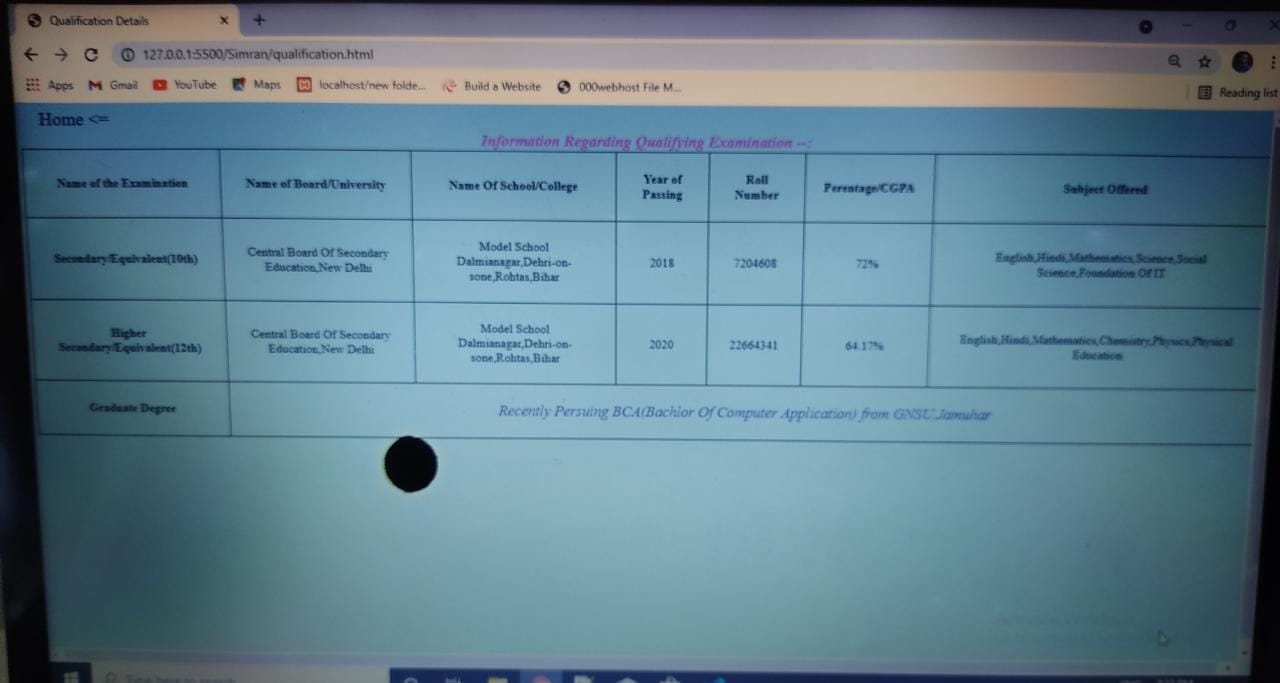 Qualification Details
127.0.0.1:5500/Simran/qualification.html
Apps Gmail YouTube Maps localhost/new folde... Build a Website 000webhost File M...
Reading list
Home <=
Information Regarding Qualifying Examination --:
Name of the Examination
Name of Board/University
Name Of School/College
Year of
Passing
Roll
Number
Perentage/CGPA
Subject Offered
Secondary/Equivalent(10th)
Central Board Of Secondary
Education,New Delhi
Model School
Dalmianagar,Dehri-on-
sone,Rohtas,Bihar
2018
7204608
72%
English,Hindi,Mathematics,Science,Social
Science,Foundation Of IT
Higher
Secondary/Equivalent(12th)
Central Board Of Secondary
Education,New Delhi
Model School
Dalmianagar,Dehri-on-
sone,Rohtas,Bihar
2020
22664341
64.17%
English,Hindi,Mathematics,Chemistry,Physics,Physical
Education
Graduate Degree
Recently Persuing BCA(Bachlor Of Computer Application) from GNSU,Jamuhar
Type here to search